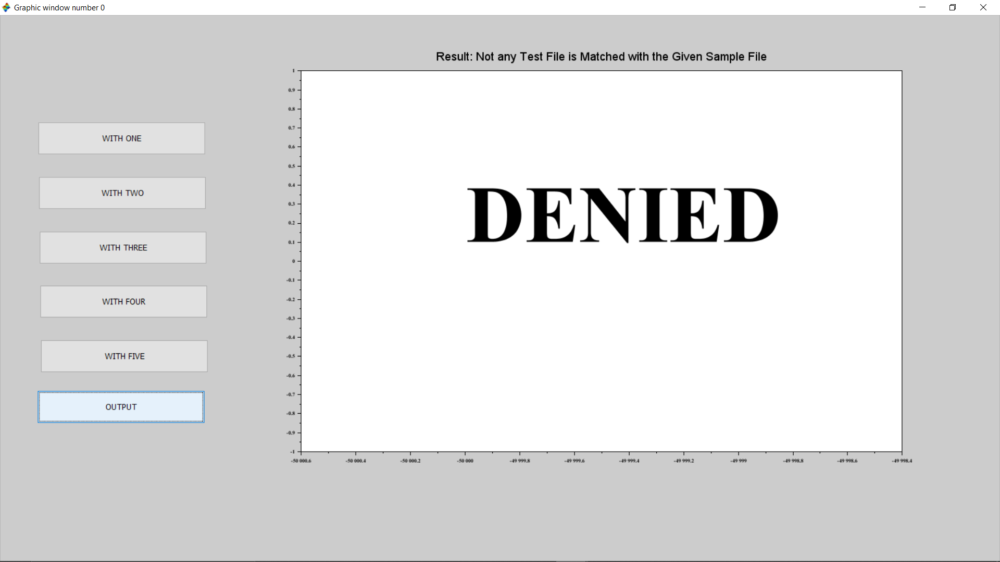 Graphic window number 0
Result: Not any Test File is Matched with the Given Sample File
WITH ONE
WITH TWO
WITH THREE
WITH FOUR
WITH FIVE
OUTPUT
1
0.9
0.8
0.7
0.6
0.5
0.4
0.3
0.2
0.1
0
-0.1
-0.2
-0.3
-0.4
-0.5
-0.6
-0.7
-0.8
-0.9
-1
DENIED
-50 000.6 -50 000.4 -50 000.2 -50 000 -49 999.8 -49 999.6 -49 999.4 -49 999.2 -49 999 -49 998.8 -49 998.6 -49 998.4